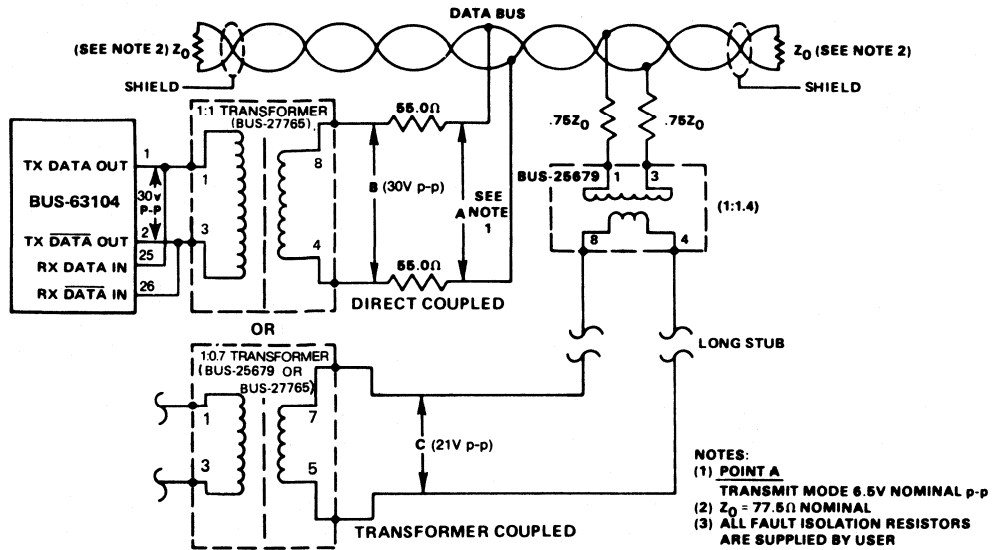 DATA BUS
(SEE NOTE 2) Z0
Z0 (SEE NOTE 2)
SHIELD
SHIELD
1:1 TRANSFORMER
(BUS-27765)
55.0Ω
.75Z0
.75Z0
TX DATA OUT
1
BUS-63104
30v
P-P
TX DATA OUT
2
RX DATA IN
25
RX DATA IN
26
1
3
8
4
B (30V p-p)
A
SEE
NOTE
1
55.0Ω
DIRECT COUPLED
BUS-25679
1
3
(1:1.4)
8
4
OR
LONG STUB
1:0.7 TRANSFORMER
(BUS-25679 OR
BUS-27765)
1
3
7
5
C (21V p-p)
TRANSFORMER COUPLED
NOTES:
(1) POINT A
TRANSMIT MODE 6.5V NOMINAL p-p
(2) Z0 = 77.5Ω NOMINAL
(3) ALL FAULT ISOLATION RESISTORS
ARE SUPPLIED BY USER